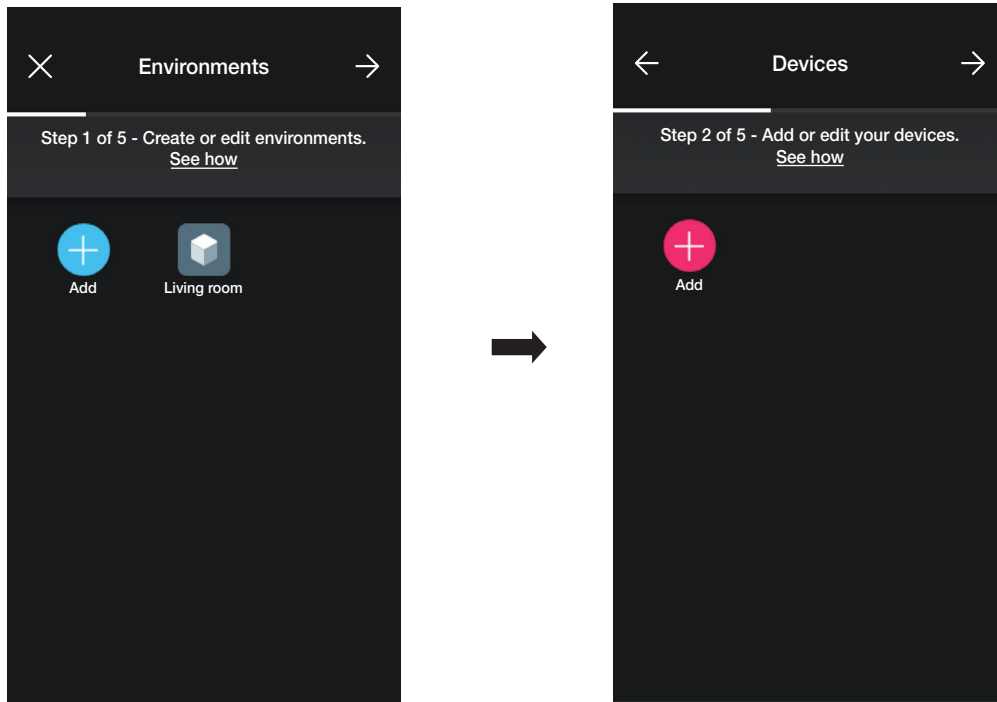 Environments
Step 1 of 5 - Create or edit environments.
See how
Add
Living room
Devices
Step 2 of 5 - Add or edit your devices.
See how
Add